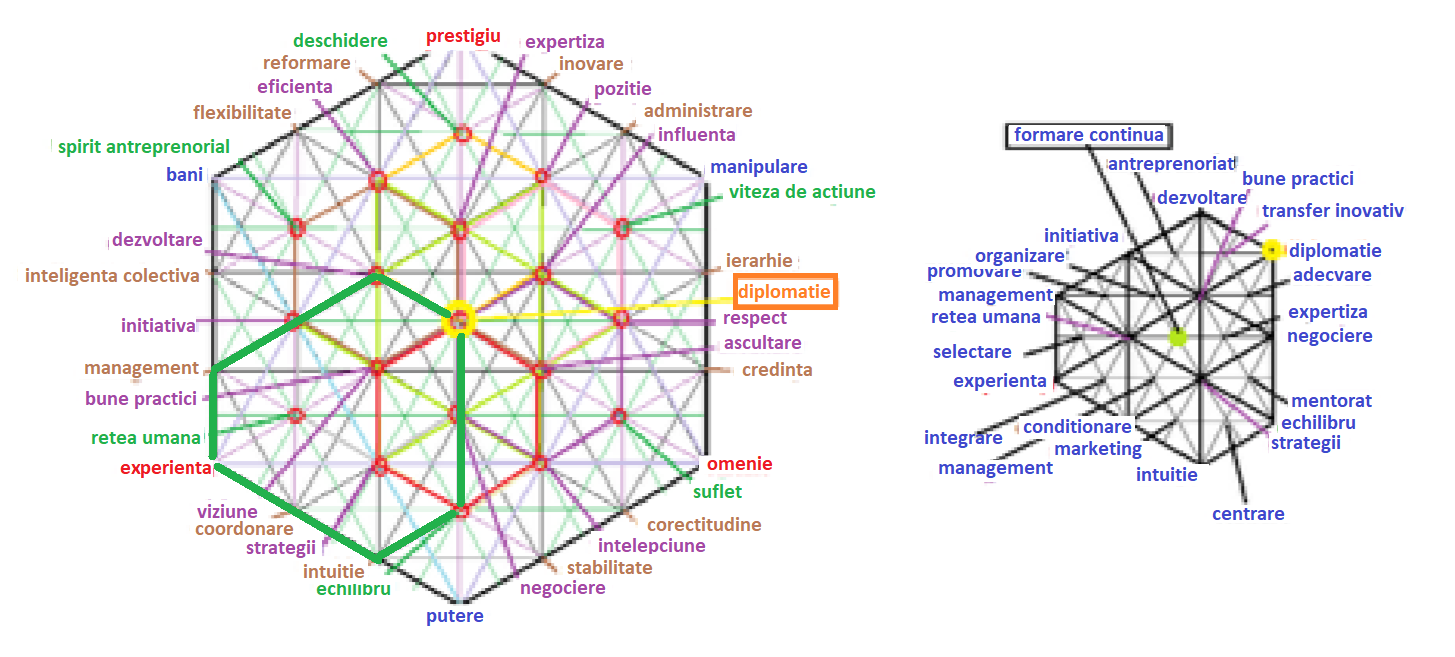 prestigiu
deschidere
expertiza
reformare
inovare
eficienta
pozitie
flexibilitate
administrare
influenta
spirit antreprenorial
bani
manipulare
viteza de actiune
dezvoltare
inteligenta colectiva
ierarhie
diplomatie
initiativa
respect
ascultare
management
credinta
bune practici
retea umana
experienta
omenie
suflet
viziune
coordonare
corectitudine
strategii
intelepciune
intuitie
stabilitate
echilibru
negociere
putere
formare continua
antreprenoriat
bune practici
dezvoltare
transfer inovativ
initiativa
diplomatie
organizare
promovare
adecvare
management
retea umana
expertiza
negociere
selectare
experienta
mentorat
conditionare
echilibru
integrare
marketing
strategii
management
intuitie
centrare